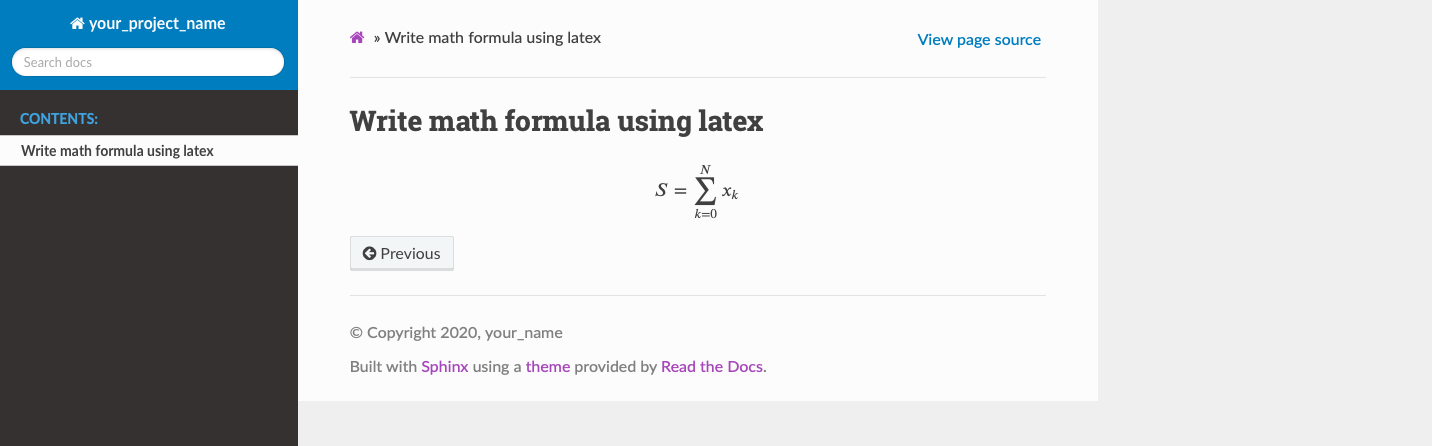 your_project_name
Search docs
CONTENTS:
Write math formula using latex
» Write math formula using latex
View page source
Write math formula using latex
S = ∑_{k=0}^{N} x_k
Previous
© Copyright 2020, your_name
Built with Sphinx using a theme provided by Read the Docs.